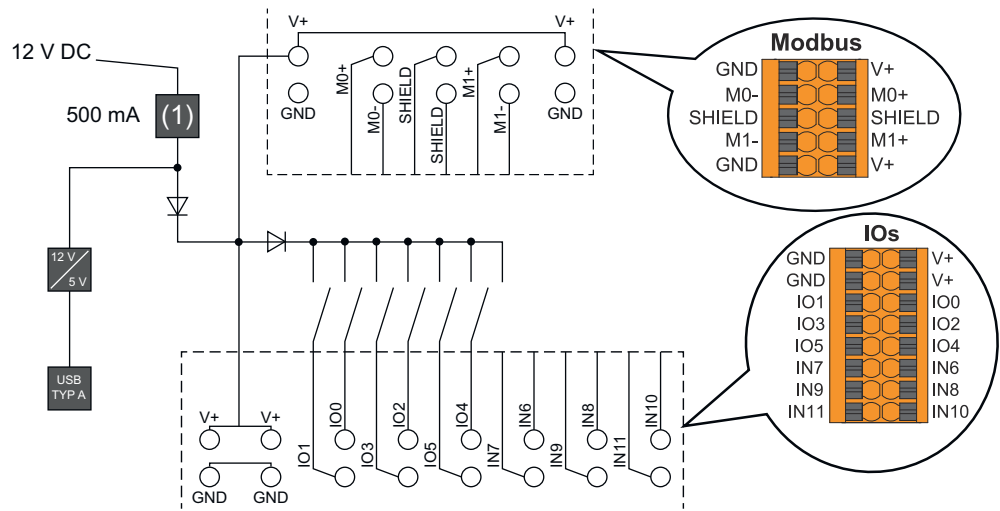 12 V DC
500 mA
(1)
12 V
5 V
USB
TYP A
V+
V+
GND
M0+
M0-
SHIELD
SHIELD
M1+
M1-
GND
Modbus
GND V+
M0- M0+
SHIELD SHIELD
M1- M1+
GND V+
IOs
GND V+
GND V+
IO1 IO0
IO3 IO2
IO5 IO4
IN7 IN6
IN9 IN8
IN11 IN10
V+ V+
GND GND
IO1
IO0
IO3
IO2
IO5
IO4
IN7
IN6
IN9
IN8
IN11
IN10